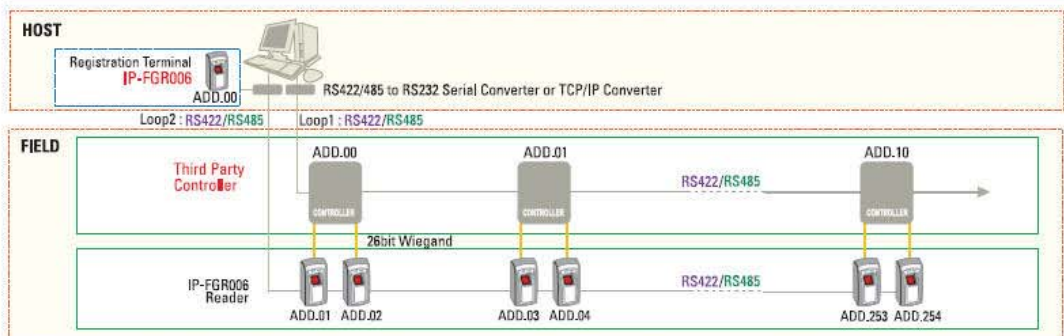 HOST
Registration Terminal
IP-FGR006
ADD.00
RS422/485 to RS232 Serial Converter or TCP/IP Converter
Loop2 : RS422/RS485
Loop1 : RS422/RS485
FIELD
Third Party
Controller
ADD.00
ADD.01
ADD.10
RS422/RS485
CONTROLLER
CONTROLLER
CONTROLLER
26bit Wiegand
IP-FGR006
Reader
RS422/RS485
ADD.01
ADD.02
ADD.03
ADD.04
ADD.253
ADD.254